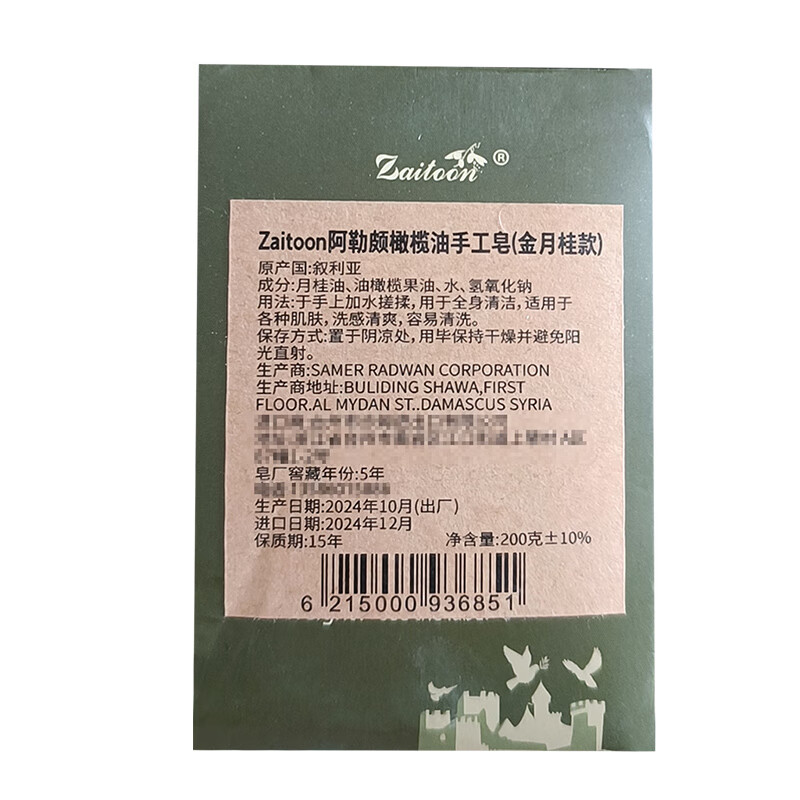 Zaitoon®
Zaitoon阿勒颇橄榄油手工皂(金月桂款)
原产国:叙利亚
成分:月桂油、油橄榄果油、水、氢氧化钠
用法:于手上加水搓揉,用于全身清洁,适用于
各种肌肤,洗感清爽,容易清洗。
保存方式:置于阴凉处,用毕保持干燥并避免阳
光直射。
生产商:SAMER RADWAN CORPORATION
生产商地址:BULIDING SHAWA,FIRST
FLOOR.AL MYDAN ST..DAMASCUS SYRIA
皂厂窖藏年份:5年
生产日期:2024年10月(出厂)
进口日期:2024年12月
保质期:15年 净含量:200克±10%
6 215000 936851